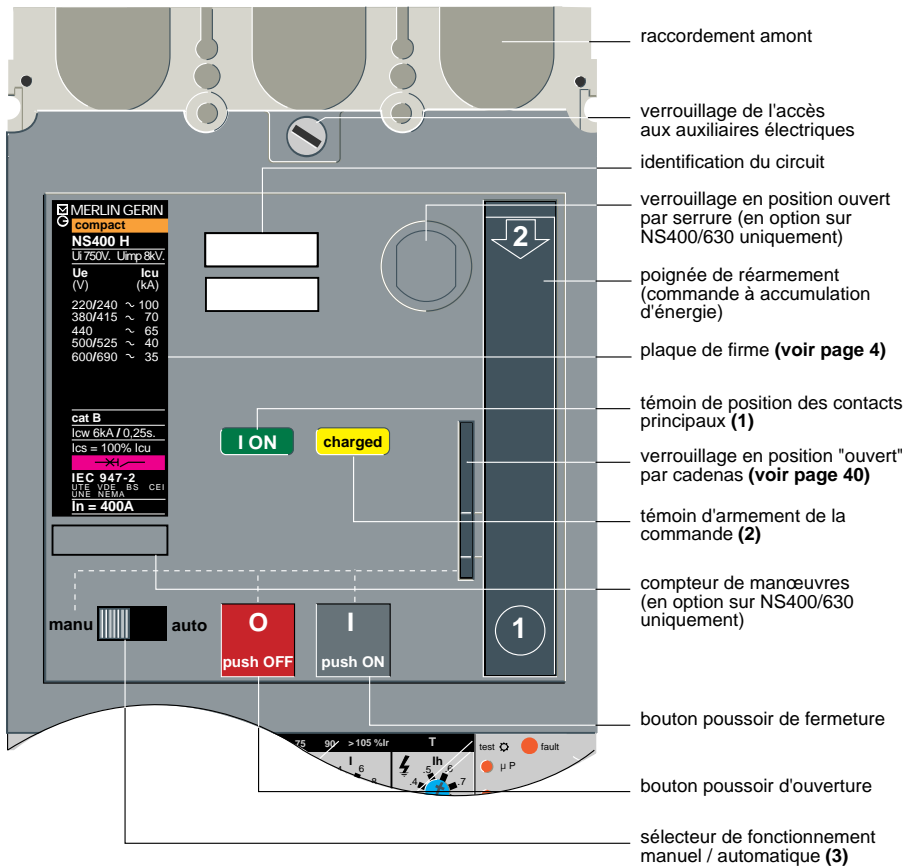 raccordement amont
verrouillage de l'accès
aux auxiliaires électriques
identification du circuit
verrouillage en position ouvert
par serrure (en option sur
NS400/630 uniquement)
poignée de réarmement
(commande à accumulation
d'énergie)
plaque de firme (voir page 4)
témoin de position des contacts
principaux (1)
verrouillage en position "ouvert"
par cadenas (voir page 40)
témoin d'armement de la
commande (2)
compteur de manœuvres
(en option sur NS400/630
uniquement)
bouton poussoir de fermeture
bouton poussoir d'ouverture
sélecteur de fonctionnement
manuel / automatique (3)
MERLIN GERIN
compact
NS400 H
Ui 750V. Uimp 8kV.
Ue Icu
(V) (kA)
220/240 ~ 100
380/415 ~ 70
440 ~ 65
500/525 ~ 40
600/690 ~ 35
cat B
Icw 6kA / 0,25s.
Ics = 100% Icu
IEC 947-2
UTE VDE BS CEI
UNE NEMA
In = 400A
I ON
charged
2
1
manu
auto
O
push OFF
I
push ON
75 90 >105 %Ir T
test fault
I Ih
µ P
.6 .8
.4 .5 .6 .7